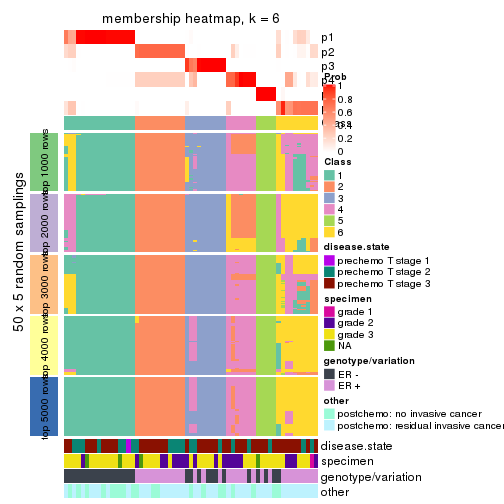 membership heatmap, k = 6
p1
p2
p3
p4
Prob
1
0.8
0.6
0.4
0.2
0
Class
1
2
3
4
5
6
disease.state
prechemo T stage 1
prechemo T stage 2
prechemo T stage 3
specimen
grade 1
grade 2
grade 3
NA
genotype/variation
ER -
ER +
other
postchemo: no invasive cancer
postchemo: residual invasive cancer
50 x 5 random samplings
top 1000 rows
top 2000 rows
top 3000 rows
top 4000 rows
top 5000 rows
disease.state
specimen
genotype/variation
other